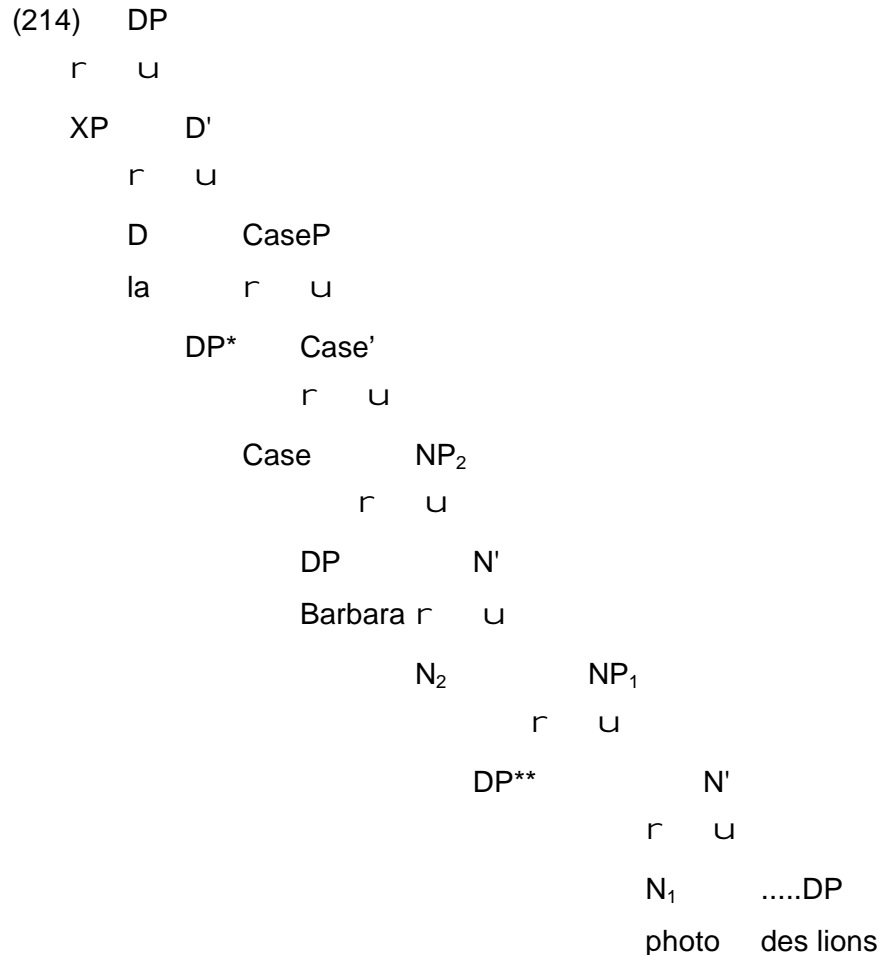 (214) DP
r u
XP D'
r u
D CaseP
la r u
DP* Case’
r u
Case NP₂
r u
DP N'
Barbara r u
N₂ NP₁
r u
DP** N'
r u
N₁ .....DP
photo des lions